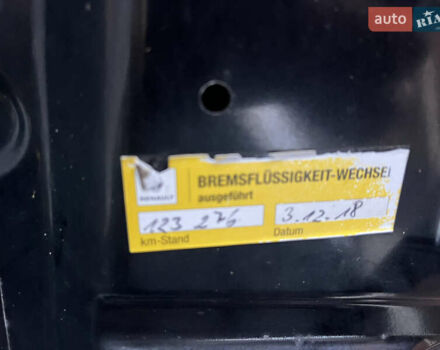 auto RIA
BREMSFLÜSSIGKEIT-WECHSEl
RENAULT
ausgeführt
123 276
3.12.18
km-Stand
Datum